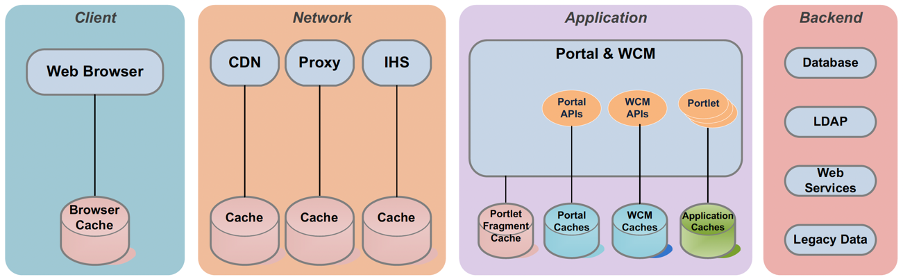 Client
Network
Application
Backend
Web Browser
CDN
Proxy
IHS
Portal & WCM
Database
Portal
APIs
WCM
APIs
Portlet
LDAP
Web
Services
Browser
Cache
Cache
Cache
Cache
Portlet
Fragment
Cache
Portal
Caches
WCM
Caches
Application
Caches
Legacy Data